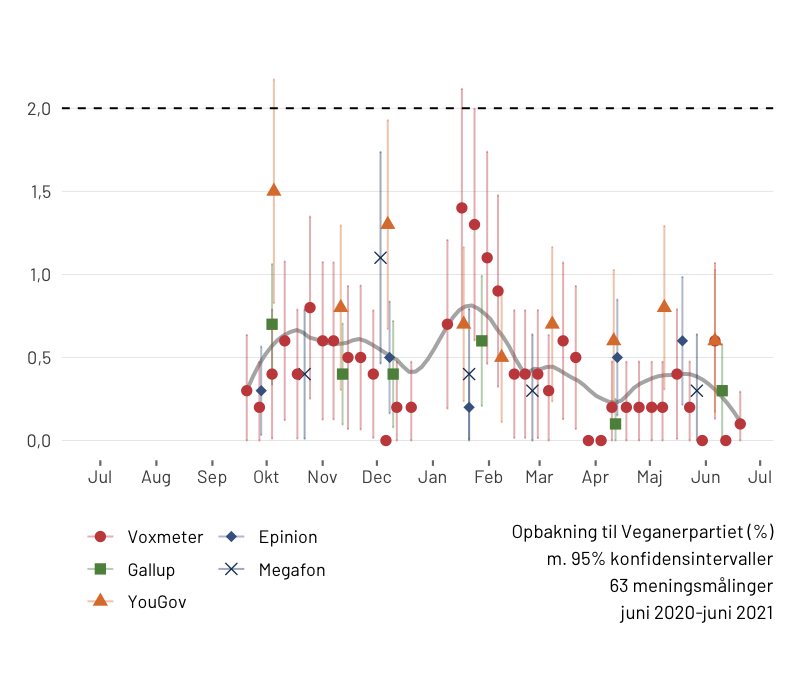 2,0
1,5
1,0
0,5
0,0
Jul Aug Sep Okt Nov Dec Jan Feb Mar Apr Maj Jun Jul
Voxmeter Epinion
Gallup Megafon
YouGov
Opbakning til Veganerpartiet (%)
m. 95% konfidensintervaller
63 meningsmålinger
juni 2020-juni 2021